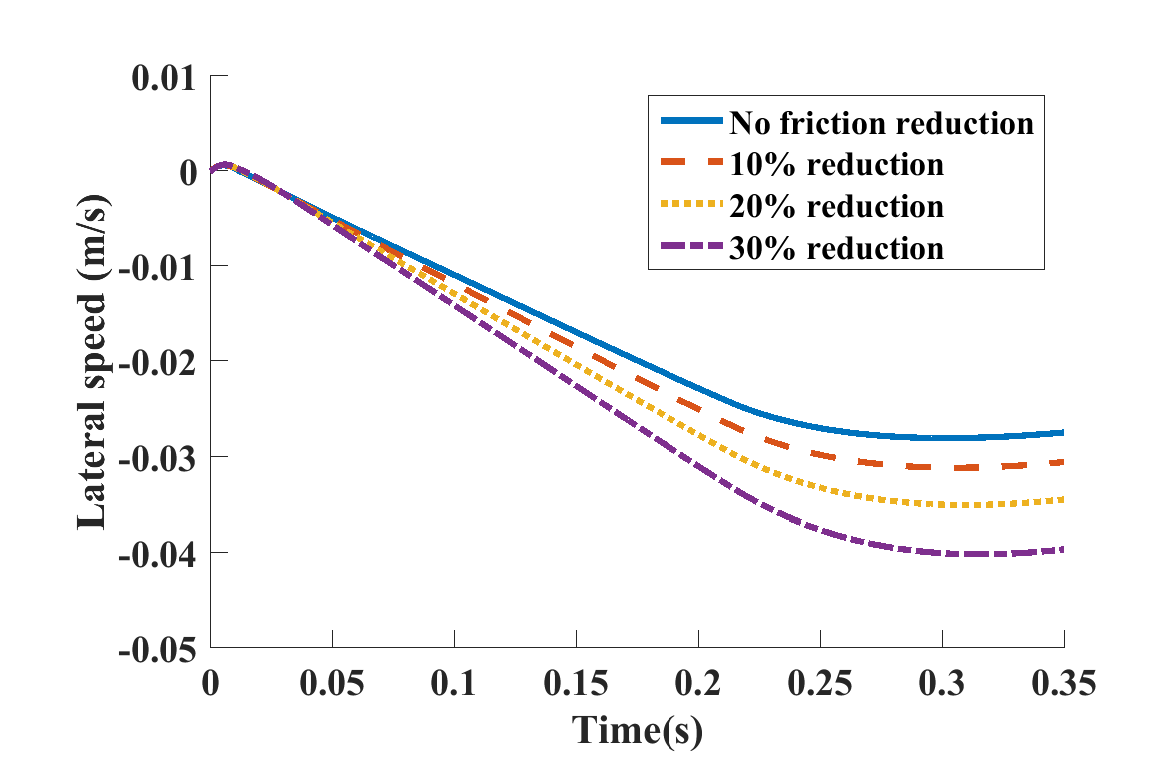 0.01
0
-0.01
-0.02
-0.03
-0.04
-0.05
Lateral speed (m/s)
No friction reduction
10% reduction
20% reduction
30% reduction
0 0.05 0.1 0.15 0.2 0.25 0.3 0.35
Time(s)